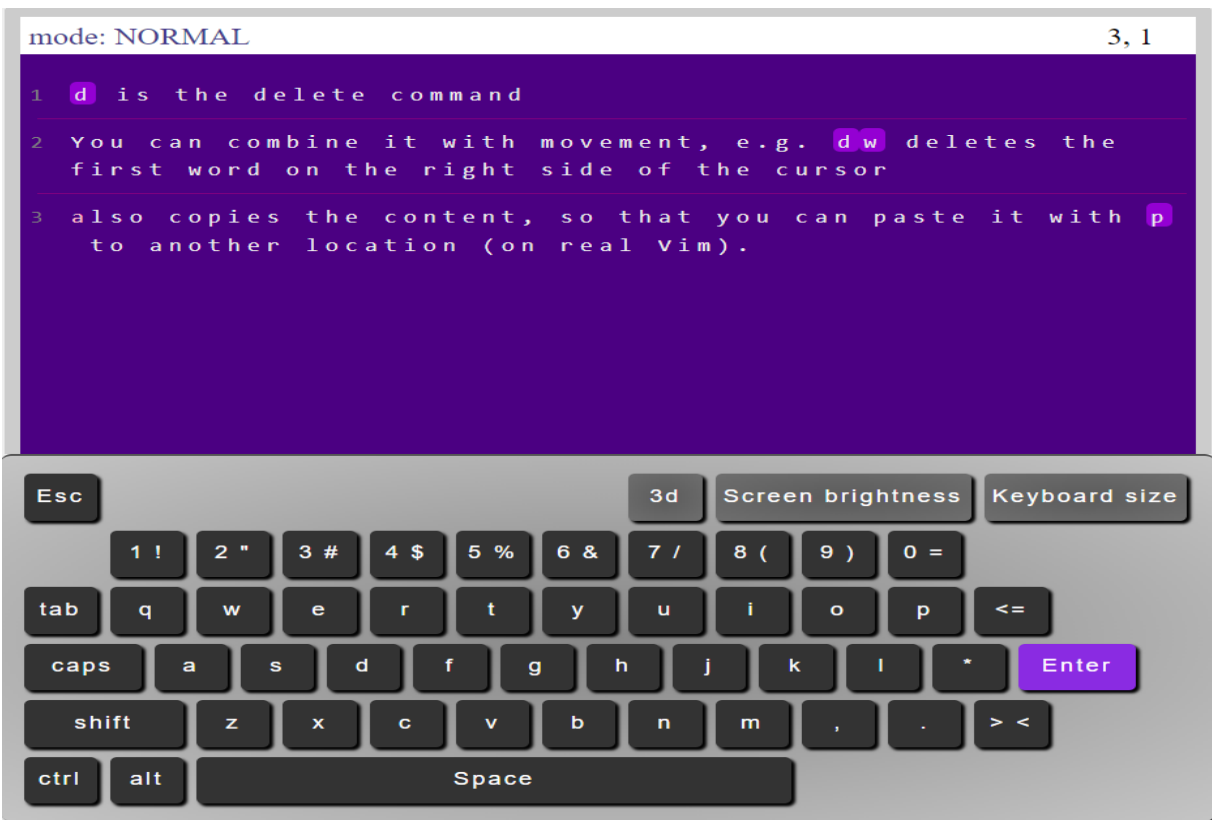 mode: NORMAL 3, 1
1 d is the delete command
2 You can combine it with movement, e.g. dw deletes the
first word on the right side of the cursor
3 also copies the content, so that you can paste it with p
to another location (on real Vim).
Esc 3d Screen brightness Keyboard size
1 ! 2 " 3 # 4 $ 5 % 6 & 7 / 8 ( 9 ) 0 =
tab q w e r t y u i o p <=
caps a s d f g h j k l * Enter
shift z x c v b n m , . > <
ctrl alt Space